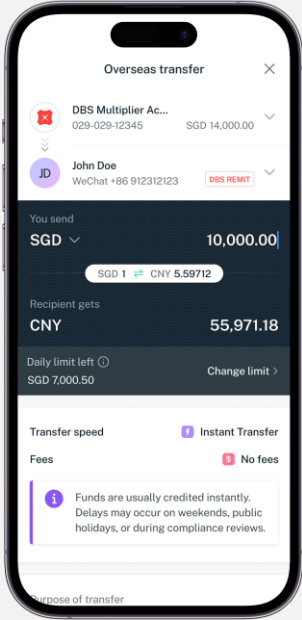 Overseas transfer
DBS Multiplier Ac...
029-029-12345 SGD 14,000.00
JD John Doe
WeChat +86 912312123 DBS REMIT
You send
SGD 10,000.00
SGD 1 ⇌ CNY 5.59712
Recipient gets
CNY 55,971.18
Daily limit left
SGD 7,000.50 Change limit >
Transfer speed Instant Transfer
Fees $ No fees
Funds are usually credited instantly.
Delays may occur on weekends, public
holidays, or during compliance reviews.
Purpose of transfer